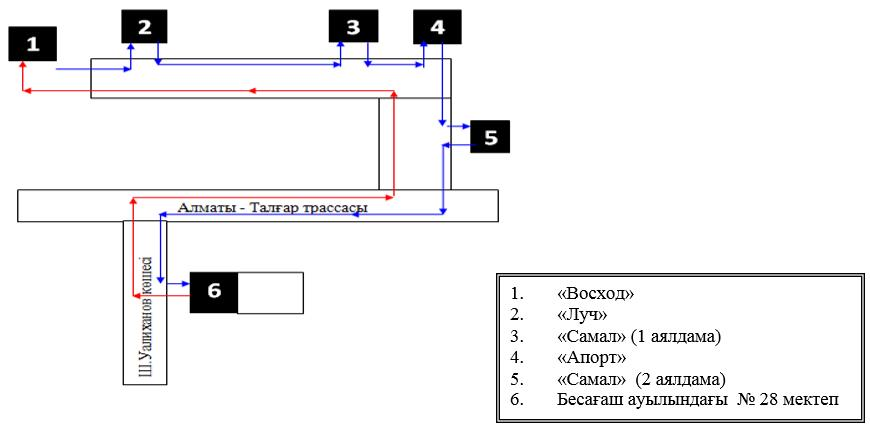 1
2
3
4
5
Алматы - Талғар трассасы
Ш.Уалиханов көшесі
6
1. «Восход»
2. «Луч»
3. «Самал» (1 аялдама)
4. «Апорт»
5. «Самал» (2 аялдама)
6. Бесағаш ауылындағы № 28 мектеп